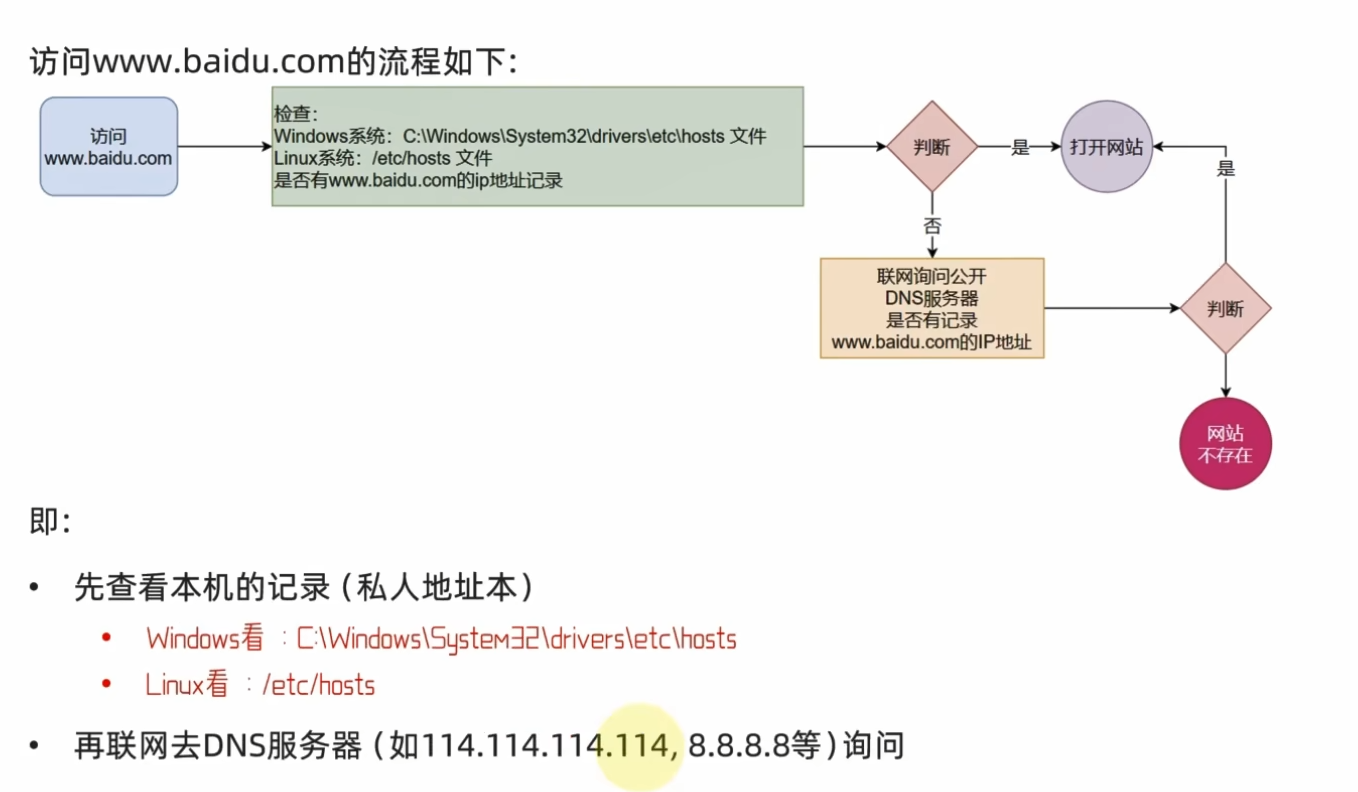 访问www.baidu.com的流程如下：
访问
www.baidu.com
检查：
Windows系统：C:\Windows\System32\drivers\etc\hosts 文件
Linux系统：/etc/hosts 文件
是否有www.baidu.com的ip地址记录
判断
是
打开网站
是
否
联网询问公开
DNS服务器
是否有记录
www.baidu.com的IP地址
判断
网站
不存在
即：
• 先查看本机的记录（私人地址本）
• Windows看：C:\Windows\System32\drivers\etc\hosts
• Linux看：/etc/hosts
• 再联网去DNS服务器（如114.114.114.114, 8.8.8.8等）询问